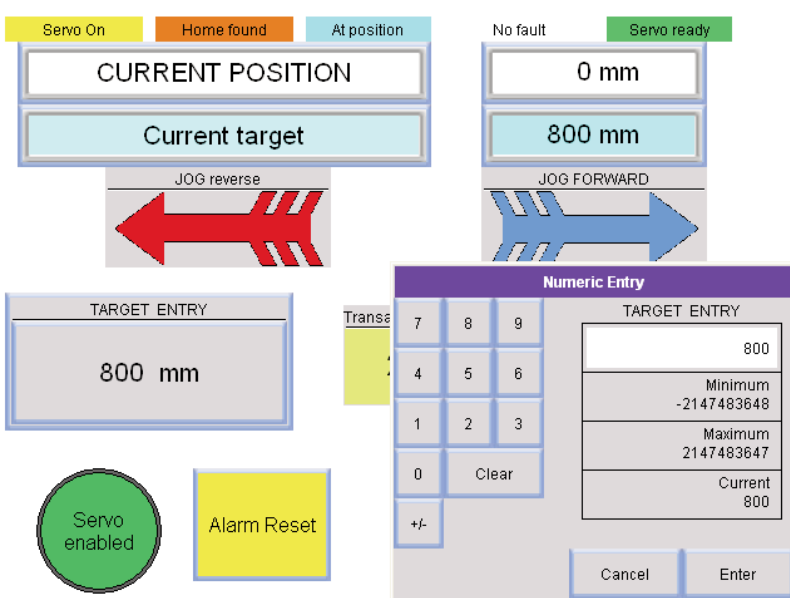 Servo On
Home found
At position
No fault
Servo ready
CURRENT POSITION
0 mm
Current target
800 mm
JOG reverse
JOG FORWARD
TARGET ENTRY
800 mm
Numeric Entry
7
8
9
4
5
6
1
2
3
0
Clear
+/-
TARGET ENTRY
800
Minimum
-2147483648
Maximum
2147483647
Current
800
Cancel
Enter
Servo
enabled
Alarm Reset